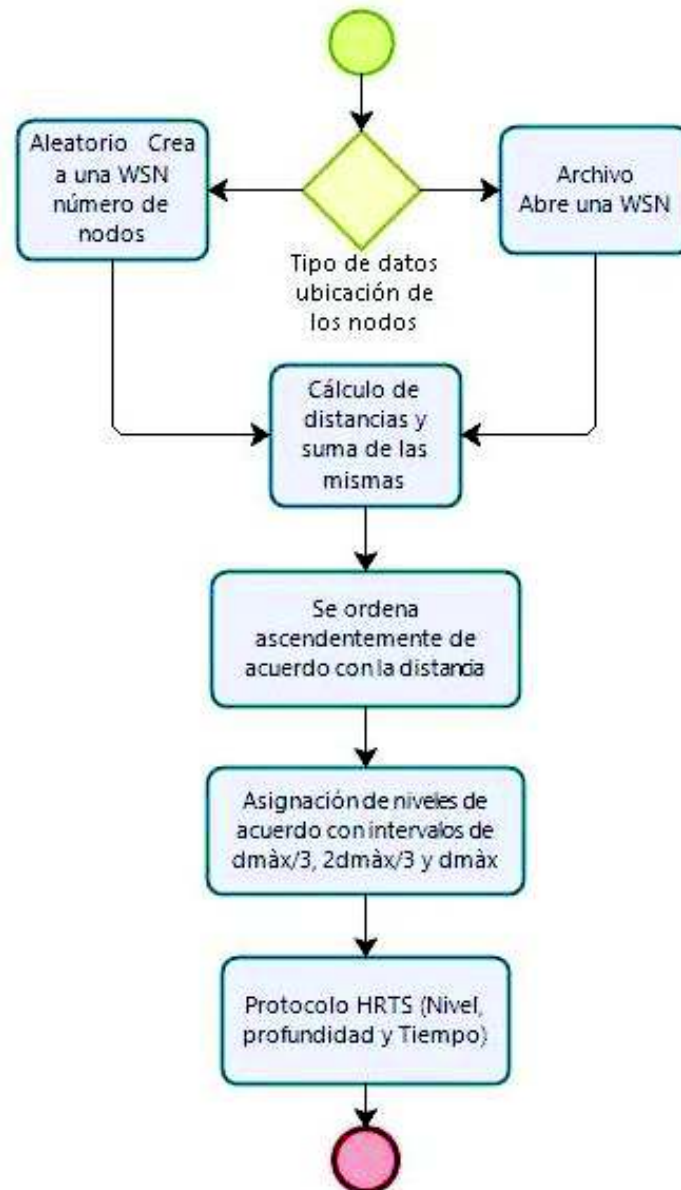 Aleatorio Crea
a una WSN
número de
nodos
Archivo
Abre una WSN
Tipo de datos
ubicación de
los nodos
Cálculo de
distancias y
suma de las
mismas
Se ordena
ascendentemente de
acuerdo con la distancia
Asignación de niveles de
acuerdo con intervalos de
dmàx/3, 2dmàx/3 y dmàx
Protocolo HRTS (Nivel,
profundidad y Tiempo)